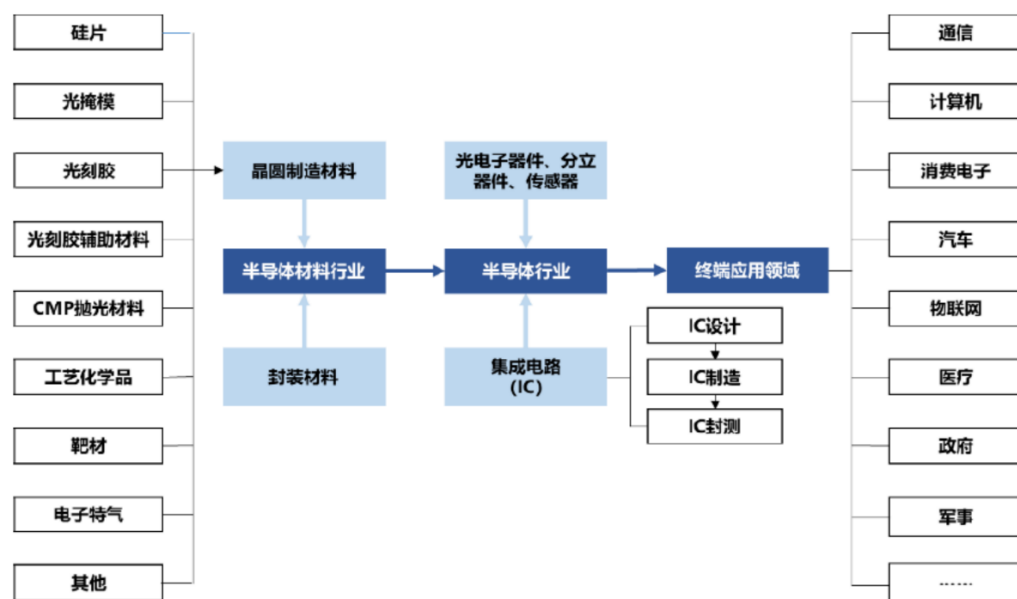 硅片
光掩模
光刻胶
光刻胶辅助材料
CMP抛光材料
工艺化学品
靶材
电子特气
其他
晶圆制造材料
半导体材料行业
封装材料
光电子器件、分立
器件、传感器
半导体行业
集成电路
（IC）
IC设计
IC制造
IC封测
终端应用领域
通信
计算机
消费电子
汽车
物联网
医疗
政府
军事
……